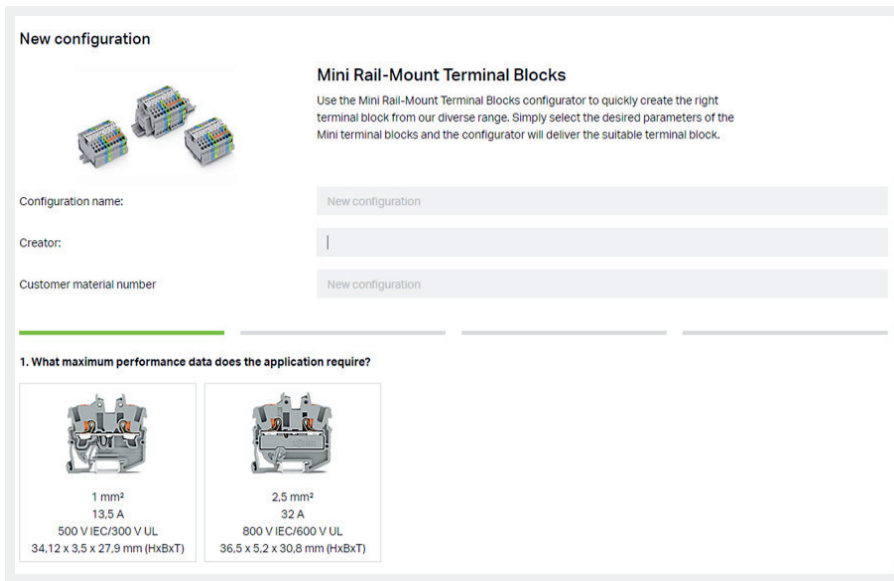 New configuration
Mini Rail-Mount Terminal Blocks
Use the Mini Rail-Mount Terminal Blocks configurator to quickly create the right
terminal block from our diverse range. Simply select the desired parameters of the
Mini terminal blocks and the configurator will deliver the suitable terminal block.
Configuration name:
New configuration
Creator:
Customer material number
New configuration
1. What maximum performance data does the application require?
1 mm²
13,5 A
500 V IEC/300 V UL
34,12 x 3,5 x 27,9 mm (HxBxT)
2,5 mm²
32 A
800 V IEC/600 V UL
36,5 x 5,2 x 30,8 mm (HxBxT)